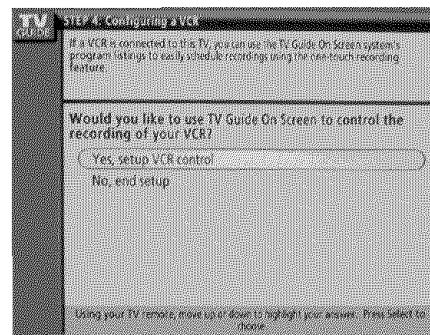 TV
GUIDE
STEP 4: Configuring a VCR
If a VCR is connected to this TV, you can use the TV Guide On Screen system's
program listings to easily schedule recordings using the one-touch recording
feature.
Would you like to use TV Guide On Screen to control the
recording of your VCR?
Yes, setup VCR control
No, end setup
Using your TV remote, move up or down to highlight your answer. Press Select to
choose.